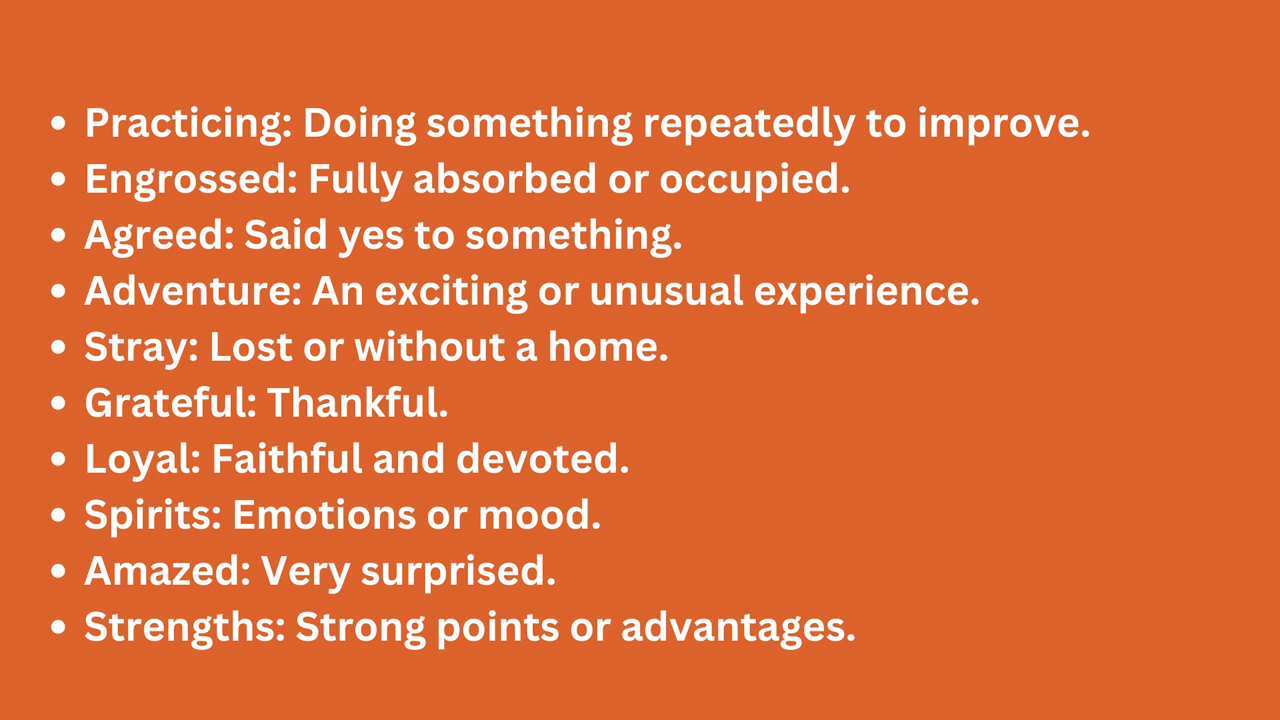 • Practicing: Doing something repeatedly to improve.
• Engrossed: Fully absorbed or occupied.
• Agreed: Said yes to something.
• Adventure: An exciting or unusual experience.
• Stray: Lost or without a home.
• Grateful: Thankful.
• Loyal: Faithful and devoted.
• Spirits: Emotions or mood.
• Amazed: Very surprised.
• Strengths: Strong points or advantages.